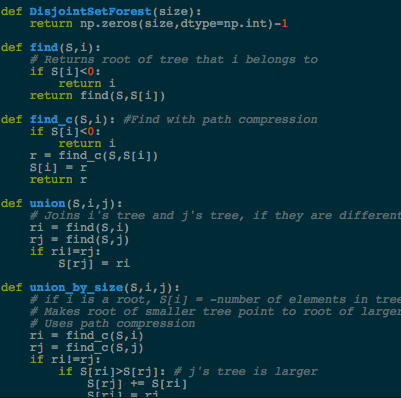 def DisjointSetForest(size):
    return np.zeros(size,dtype=np.int)-1
def find(S,i):
    # Returns root of tree that i belongs to
    if S[i]<0:
        return i
    return find(S,S[i])
def find_c(S,i): #Find with path compression
    if S[i]<0:
        return i
    r = find_c(S,S[i])
    S[i] = r
    return r
def union(S,i,j):
    # Joins i's tree and j's tree, if they are different
    ri = find(S,i)
    rj = find(S,j)
    if ri!=rj:
        S[rj] = ri
def union_by_size(S,i,j):
    # if i is a root, S[i] = -number of elements in tree
    # Makes root of smaller tree point to root of larger
    # Uses path compression
    ri = find_c(S,i)
    rj = find_c(S,j)
    if ri!=rj:
        if S[ri]>S[rj]: # j's tree is larger
            S[rj] += S[ri]
            S[ri] = rj